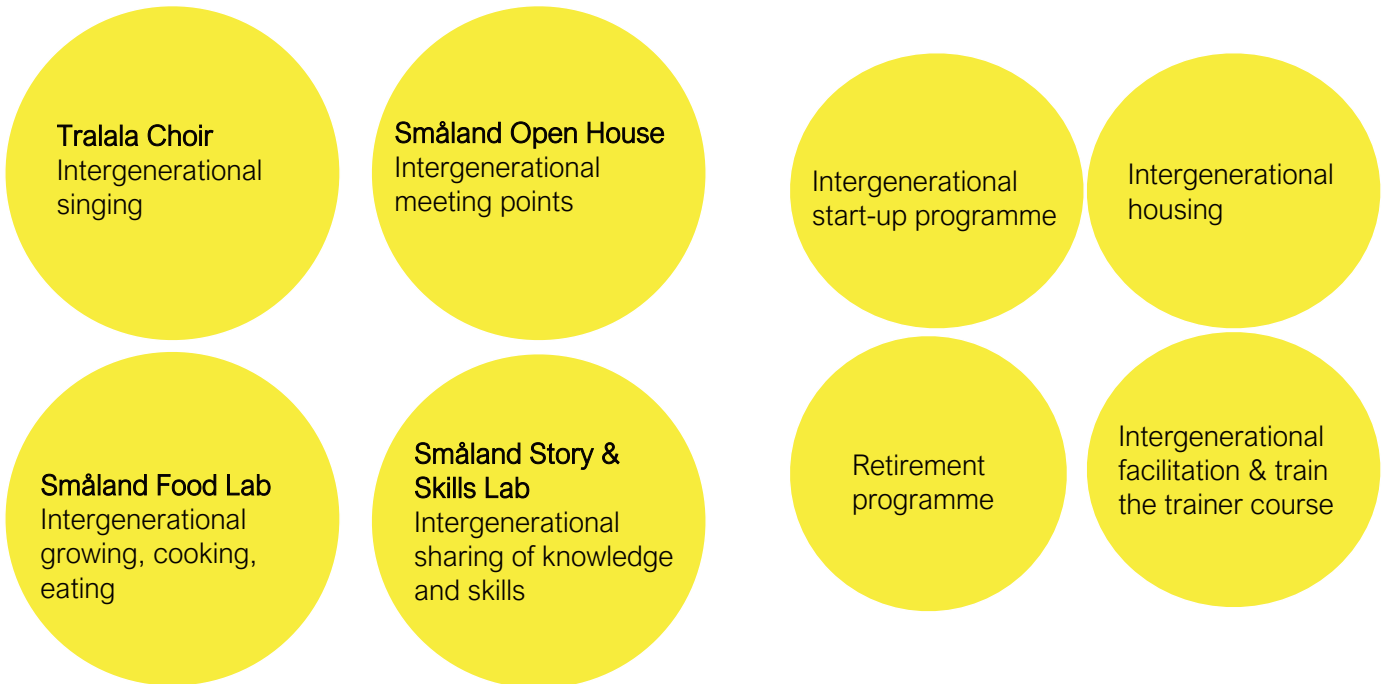 Tralala Choir
Intergenerational
singing
Småland Open House
Intergenerational
meeting points
Intergenerational
start-up programme
Intergenerational
housing
Småland Food Lab
Intergenerational
growing, cooking,
eating
Småland Story &
Skills Lab
Intergenerational
sharing of knowledge
and skills
Retirement
programme
Intergenerational
facilitation & train
the trainer course